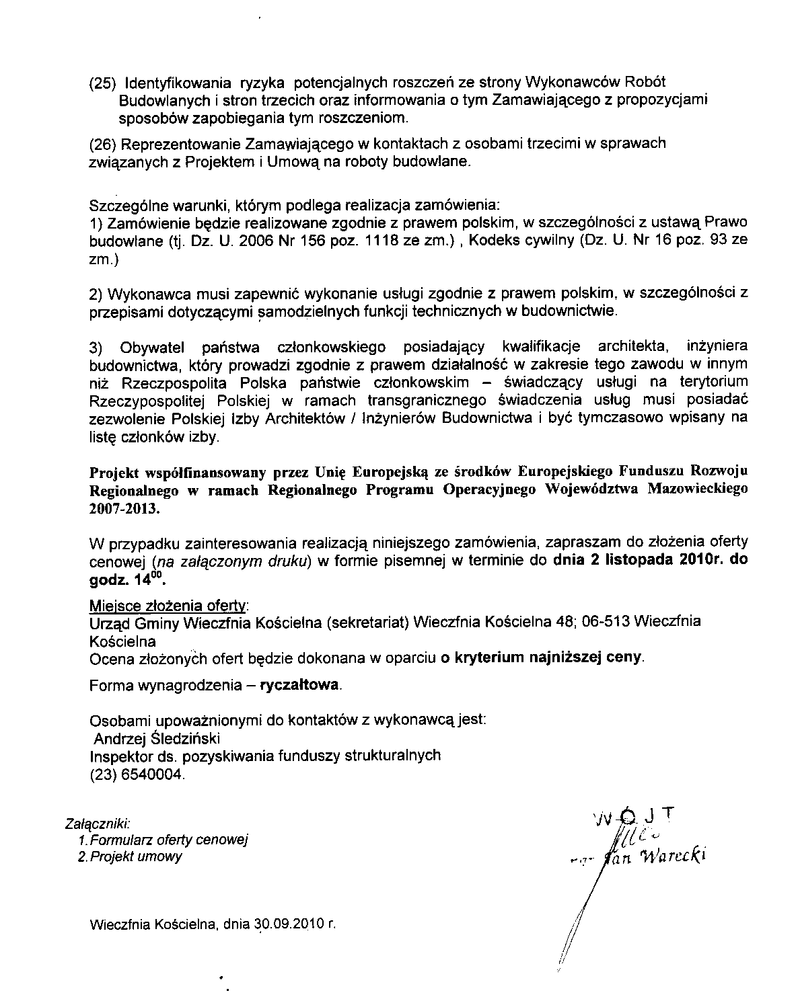 (25) Identyfikowania ryzyka potencjalnych roszczeń ze strony Wykonawców Robót
Budowlanych i stron trzecich oraz informowania o tym Zamawiającego z propozycjami
sposobów zapobiegania tym roszczeniom.
(26) Reprezentowanie Zamawiającego w kontaktach z osobami trzecimi w sprawach
związanych z Projektem i Umową na roboty budowlane.
Szczególne warunki, którym podlega realizacja zamówienia:
1) Zamówienie będzie realizowane zgodnie z prawem polskim, w szczególności z ustawą Prawo
budowlane (tj. Dz. U. 2006 Nr 156 poz. 1118 ze zm.) , Kodeks cywilny (Dz. U. Nr 16 poz. 93 ze
zm.)
2) Wykonawca musi zapewnić wykonanie usługi zgodnie z prawem polskim, w szczególności z
przepisami dotyczącymi samodzielnych funkcji technicznych w budownictwie.
3) Obywatel państwa członkowskiego posiadający kwalifikacje architekta, inżyniera
budownictwa, który prowadzi zgodnie z prawem działalność w zakresie tego zawodu w innym
niż Rzeczpospolita Polska państwie członkowskim – świadczący usługi na terytorium
Rzeczypospolitej Polskiej w ramach transgranicznego świadczenia usług musi posiadać
zezwolenie Polskiej Izby Architektów / Inżynierów Budownictwa i być tymczasowo wpisany na
listę członków izby.
Projekt współfinansowany przez Unię Europejską ze środków Europejskiego Funduszu Rozwoju
Regionalnego w ramach Regionalnego Programu Operacyjnego Województwa Mazowieckiego
2007-2013.
W przypadku zainteresowania realizacją niniejszego zamówienia, zapraszam do złożenia oferty
cenowej (na załączonym druku) w formie pisemnej w terminie do dnia 2 listopada 2010r. do
godz. 14⁰⁰.
Miejsce złożenia oferty:
Urząd Gminy Wieczfnia Kościelna (sekretariat) Wieczfnia Kościelna 48; 06-513 Wieczfnia
Kościelna
Ocena złożonych ofert będzie dokonana w oparciu o kryterium najniższej ceny.
Forma wynagrodzenia – ryczałtowa.
Osobami upoważnionymi do kontaktów z wykonawcą jest:
Andrzej Śledziński
Inspektor ds. pozyskiwania funduszy strukturalnych
(23) 6540004.
Załączniki:
1. Formularz oferty cenowej
2. Projekt umowy
WÓJT
Jan Warecki
Wieczfnia Kościelna, dnia 30.09.2010 r.